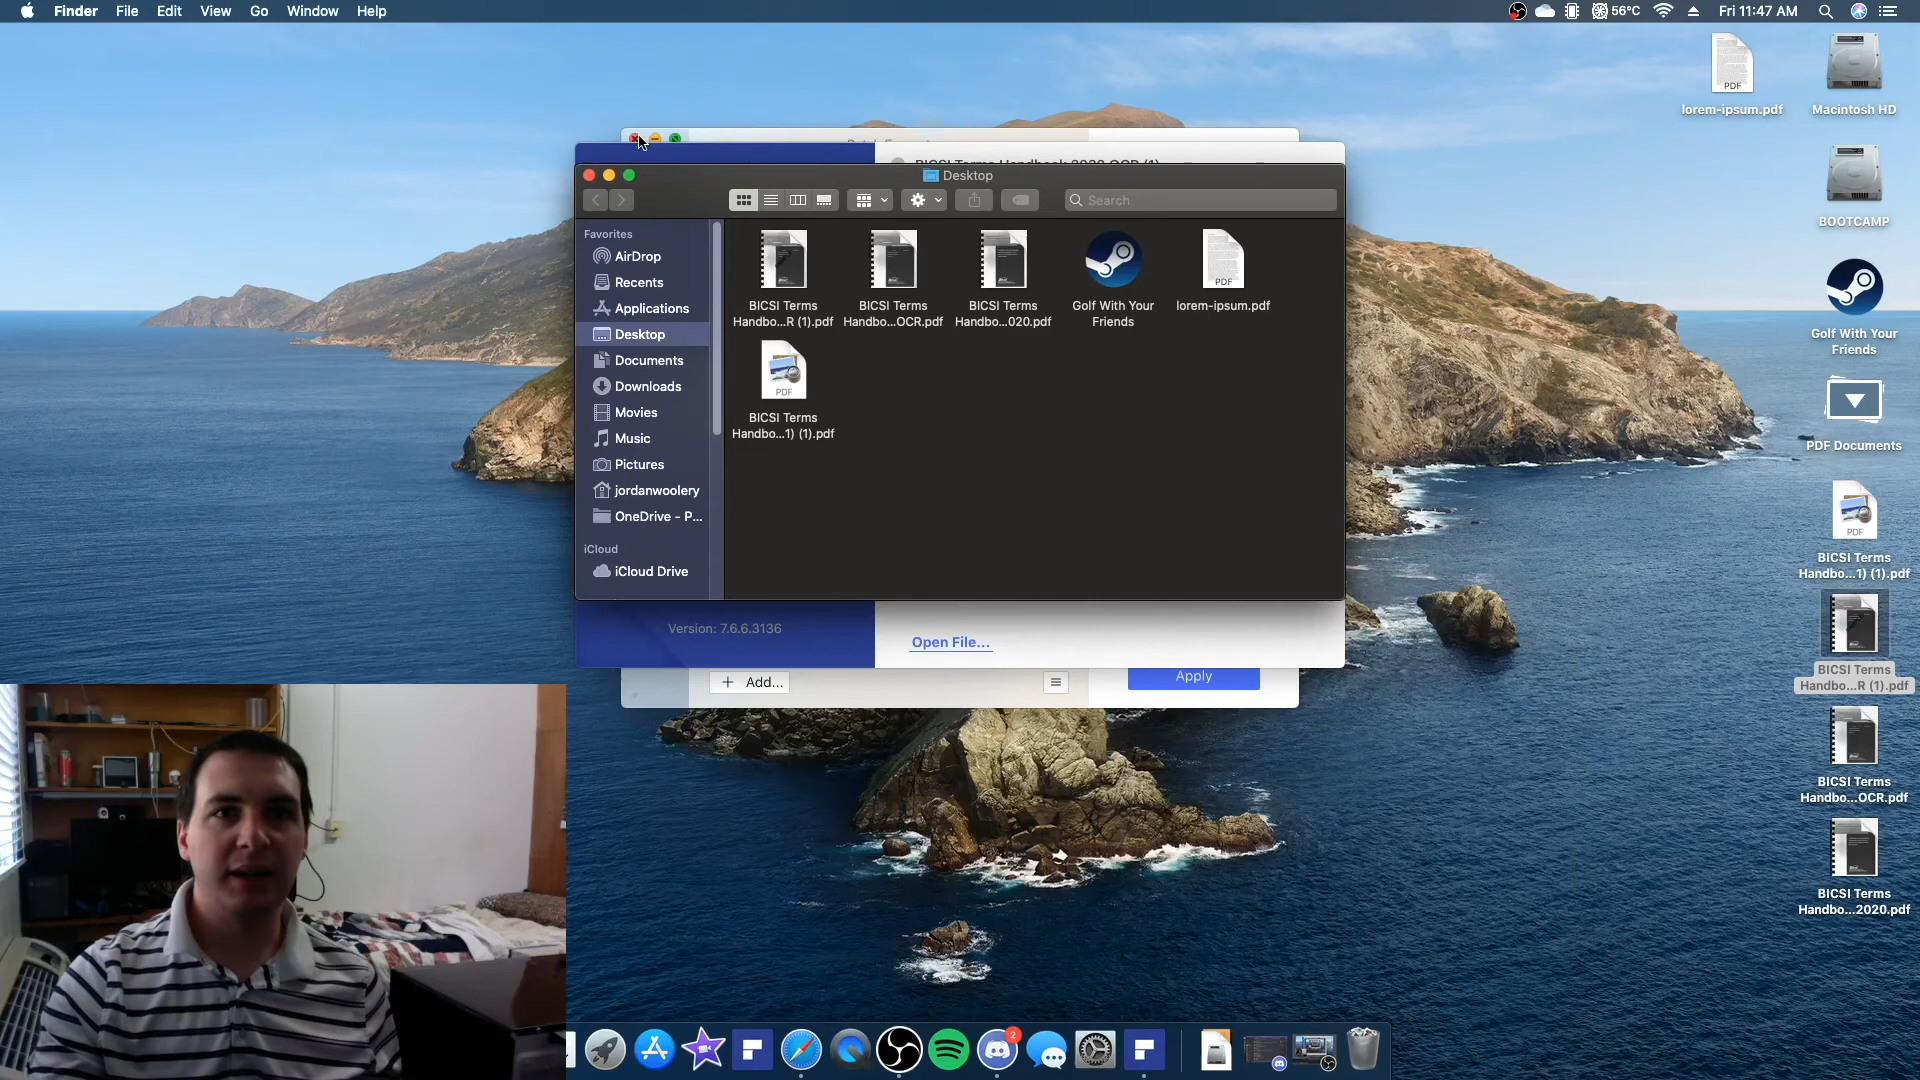 Finder File Edit View Go Window Help
56°C Fri 11:47 AM
lorem-ipsum.pdf
Macintosh HD
BOOTCAMP
Golf With Your
Friends
PDF Documents
BICSI Terms
Handbo...1) (1).pdf
BICSI Terms
Handbo...R (1).pdf
BICSI Terms
Handbo...OCR.pdf
BICSI Terms
Handbo...2020.pdf
PDF
PDF
BICSI Terms Handbook 2020 OCR (1)
Desktop
Search
Favorites
AirDrop
Recents
Applications
Desktop
Documents
Downloads
Movies
Music
Pictures
jordanwoolery
OneDrive - P...
iCloud
iCloud Drive
BICSI Terms
Handbo...R (1).pdf
BICSI Terms
Handbo...OCR.pdf
BICSI Terms
Handbo...020.pdf
Golf With Your
Friends
PDF
lorem-ipsum.pdf
PDF
BICSI Terms
Handbo...1) (1).pdf
Version: 7.6.6.3136
Open File...
Add...
Apply
2